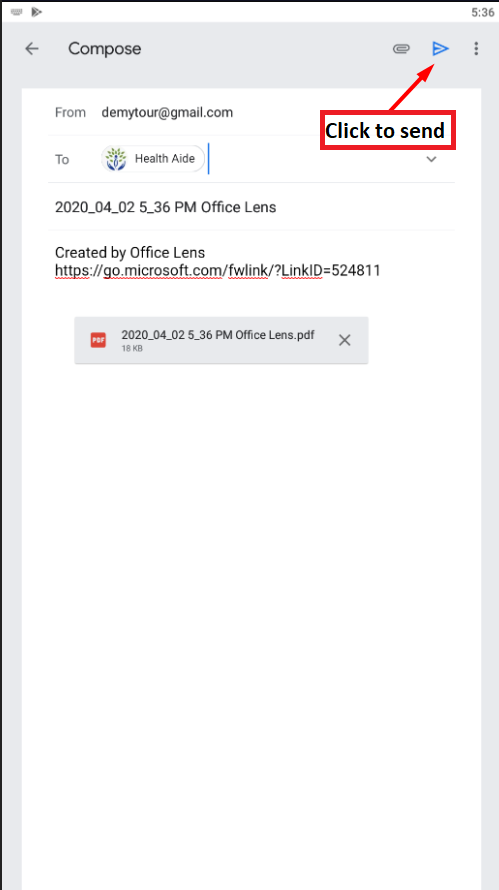 5:36
Compose
Click to send
From demytour@gmail.com
To Health Aide
2020_04_02 5_36 PM Office Lens
Created by Office Lens
https://go.microsoft.com/fwlink/?LinkID=524811
PDF 2020_04_02 5_36 PM Office Lens.pdf
18 KB